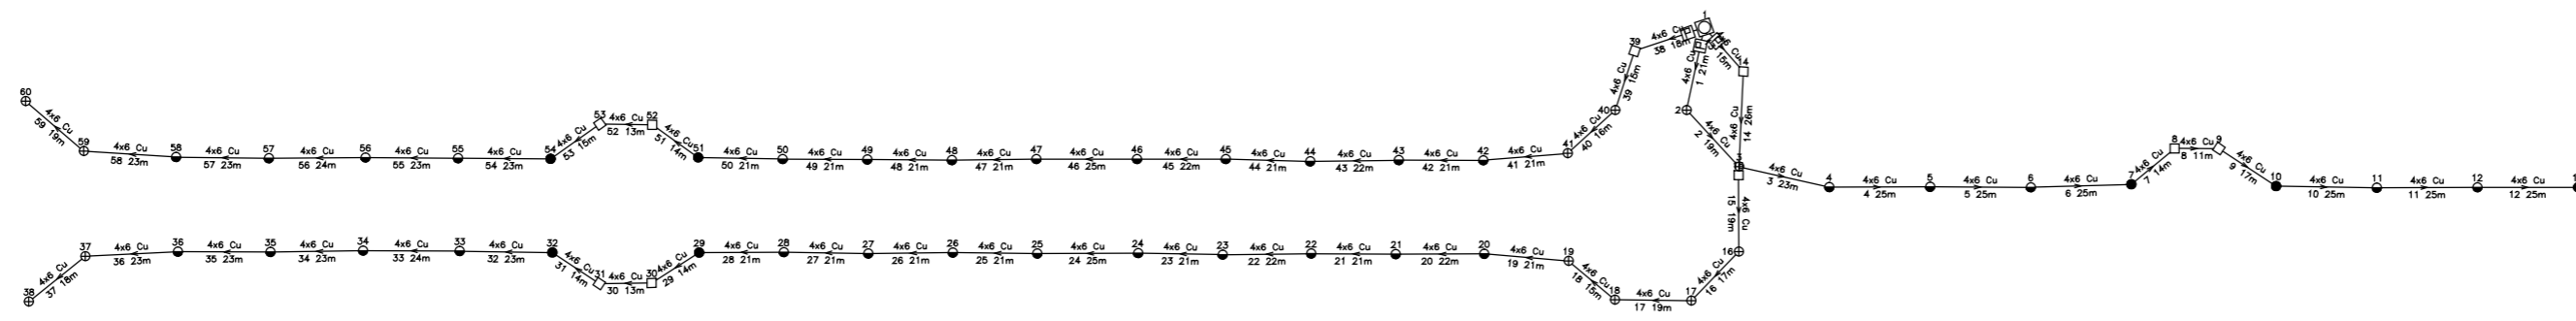 1
4x6 Cu
38 18m
39
4x6 Cu
39 15m
40
4x6 Cu
40 16m
41
4x6 Cu
41 21m
42
4x6 Cu
42 21m
43
4x6 Cu
43 22m
44
4x6 Cu
44 21m
45
4x6 Cu
45 22m
46
4x6 Cu
46 25m
47
4x6 Cu
47 21m
48
4x6 Cu
48 21m
49
4x6 Cu
49 21m
50
4x6 Cu
50 21m
51
4x6 Cu
51 14m
52
4x6 Cu
52 13m
53
4x6 Cu
53 15m
54
4x6 Cu
54 23m
55
4x6 Cu
55 23m
56
4x6 Cu
56 24m
57
4x6 Cu
57 23m
58
4x6 Cu
58 23m
59
4x6 Cu
59 19m
60
4x6 Cu
1 21m
2
4x6 Cu
2 19m
4x6 Cu
3 23m
4
4x6 Cu
4 25m
5
4x6 Cu
5 25m
6
4x6 Cu
6 25m
7
4x6 Cu
7 14m
8
4x6 Cu
8 11m
9
4x6 Cu
9 17m
10
4x6 Cu
10 25m
11
4x6 Cu
11 25m
12
4x6 Cu
12 25m
4x6 Cu
15m
14
4x6 Cu
14 26m
4x6 Cu
15 19m
16
4x6 Cu
16 17m
17
4x6 Cu
17 19m
18
4x6 Cu
18 15m
19
4x6 Cu
19 21m
20
4x6 Cu
20 22m
21
4x6 Cu
21 21m
22
4x6 Cu
22 22m
23
4x6 Cu
23 21m
24
4x6 Cu
24 25m
25
4x6 Cu
25 21m
26
4x6 Cu
26 21m
27
4x6 Cu
27 21m
28
4x6 Cu
28 21m
29
4x6 Cu
29 14m
30
4x6 Cu
30 13m
31
4x6 Cu
31 14m
32
4x6 Cu
32 23m
33
4x6 Cu
33 24m
34
4x6 Cu
34 23m
35
4x6 Cu
35 23m
36
4x6 Cu
36 23m
37
4x6 Cu
37 18m
38